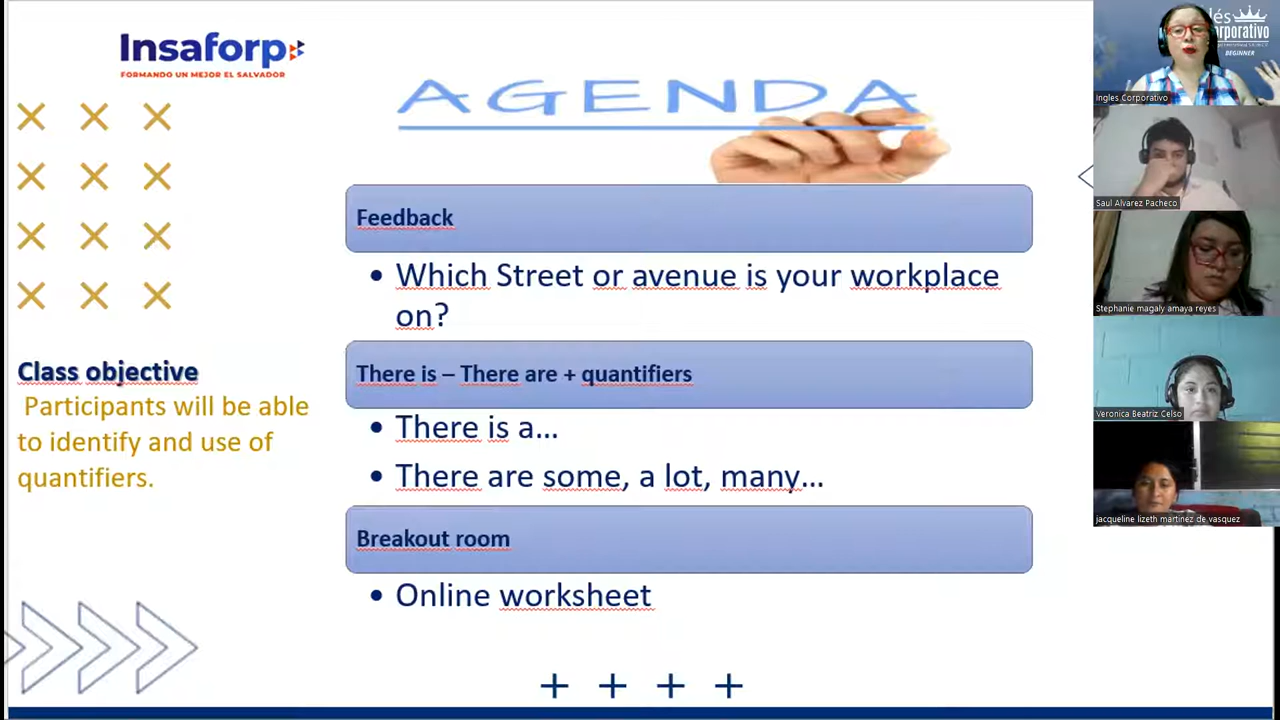 Insaforp
FORMANDO UN MEJOR EL SALVADOR
AGENDA
Feedback
• Which Street or avenue is your workplace
on?
There is – There are + quantifiers
• There is a…
• There are some, a lot, many…
Breakout room
• Online worksheet
Class objective
Participants will be able
to identify and use of
quantifiers.
BEGINNER
Ingles Corporativo
Saul Alvarez Pacheco
Stephanie magaly amaya reyes
Veronica Beatriz Celso
jacqueline lizeth martinez de vasquez